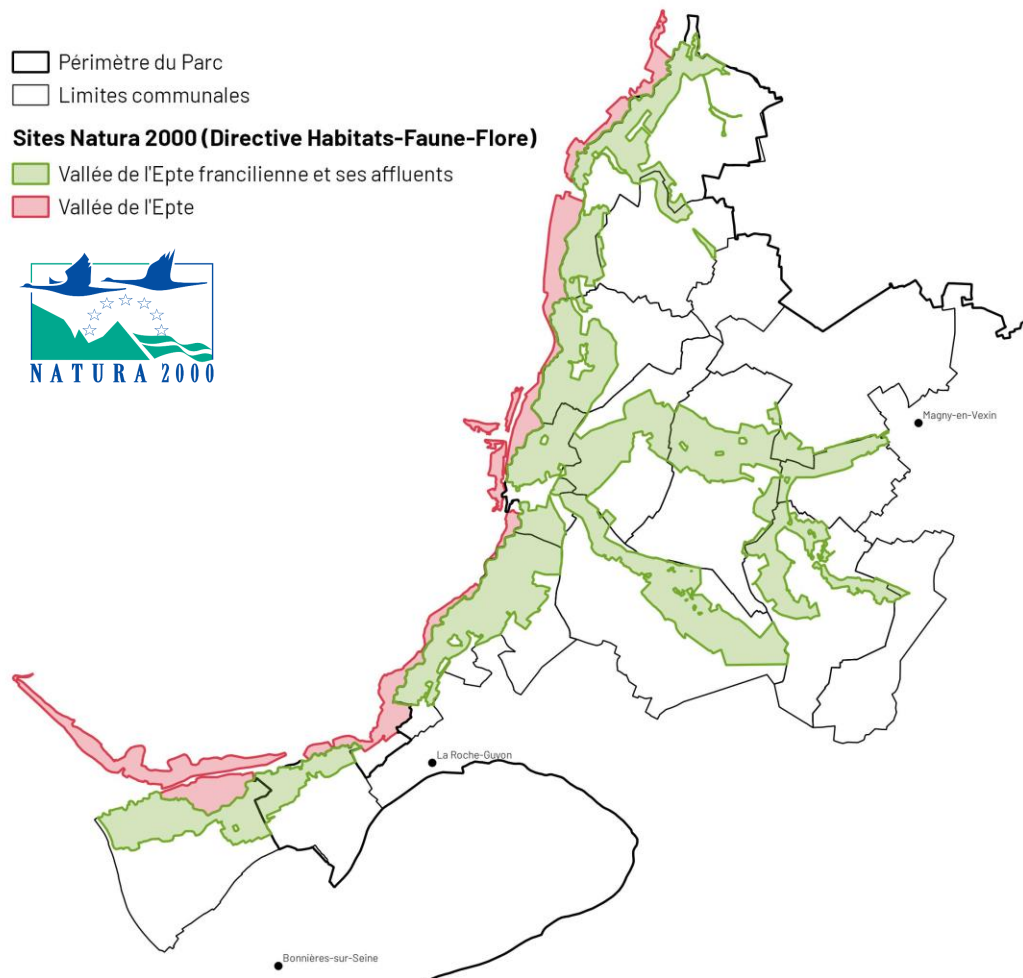 Périmètre du Parc
Limites communales
Sites Natura 2000 (Directive Habitats-Faune-Flore)
Vallée de l'Epte francilienne et ses affluents
Vallée de l'Epte
NATURA 2000
Magny-en-Vexin
La Roche-Guyon
Bonnières-sur-Seine